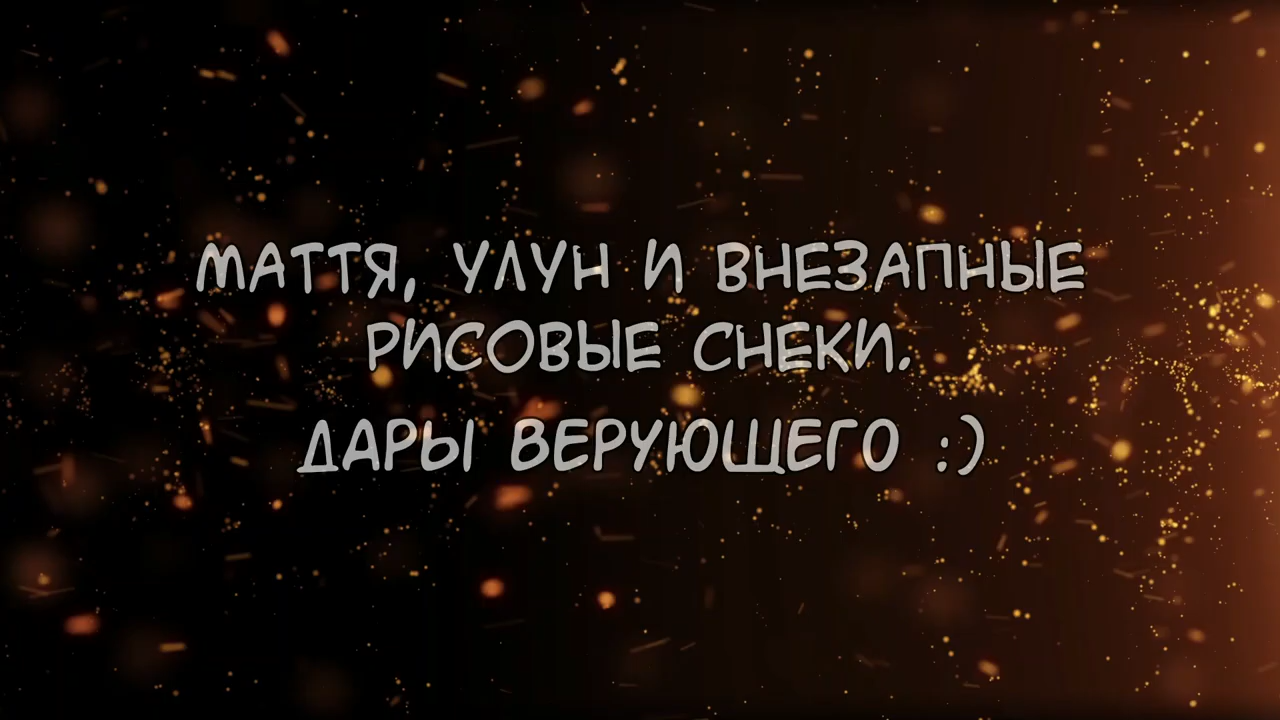 МАТТЯ, УЛУН И ВНЕЗАПНЫЕ
РИСОВЫЕ СНЕКИ.
ДАРЫ ВЕРУЮЩЕГО :)